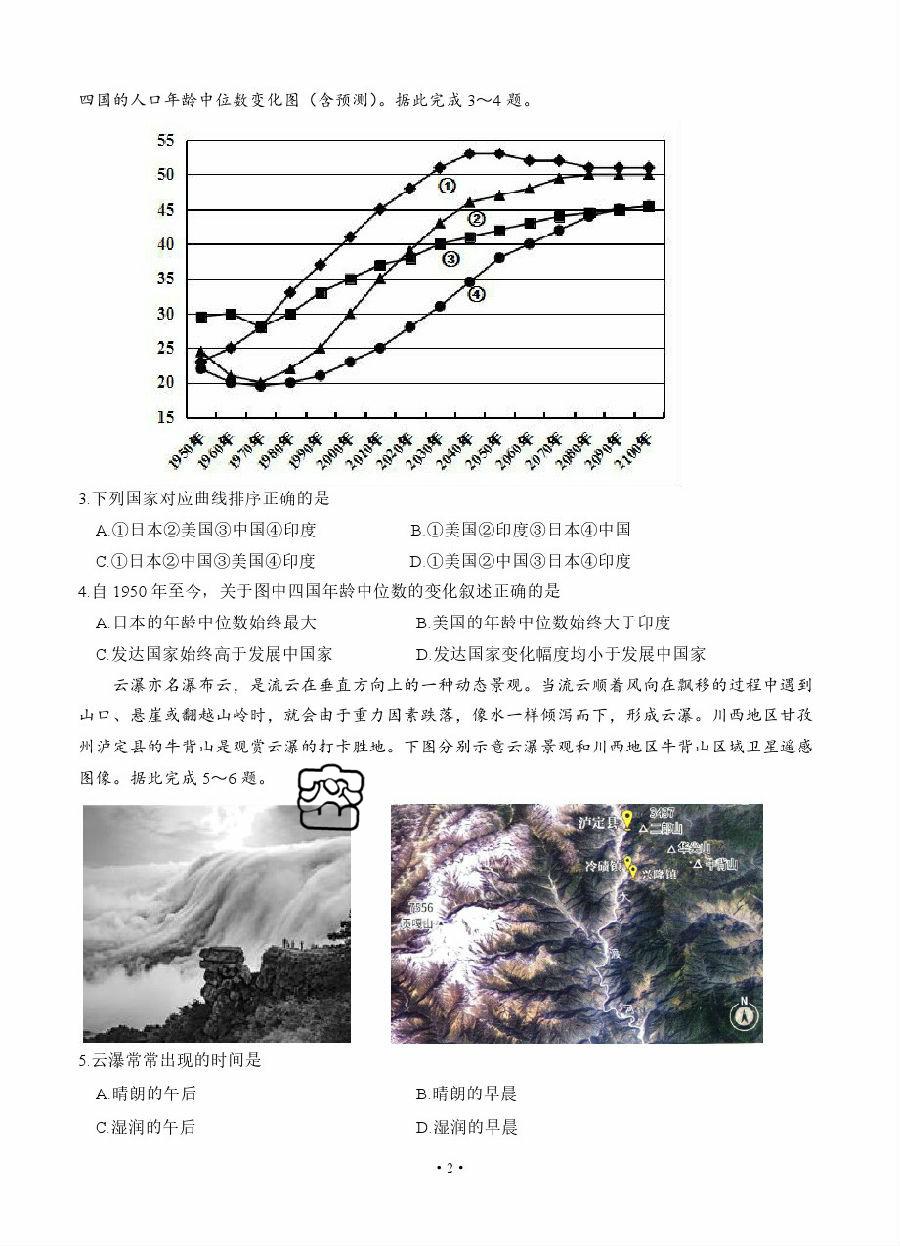 四国的人口年龄中位数变化图（含预测）。据此完成3～4题。
55
50
45
40
35
30
25
20
15
①
②
③
④
1950年
1960年
1970年
1980年
1990年
2000年
2010年
2020年
2030年
2040年
2050年
2060年
2070年
2080年
2090年
2100年
3.下列国家对应曲线排序正确的是
A.①日本②美国③中国④印度 B.①美国②印度③日本④中国
C.①日本②中国③美国④印度 D.①美国②中国③日本④印度
4.自1950年至今，关于图中四国年龄中位数的变化叙述正确的是
A.日本的年龄中位数始终最大 B.美国的年龄中位数始终大于印度
C.发达国家始终高于发展中国家 D.发达国家变化幅度均小于发展中国家
云瀑亦名瀑布云，是流云在垂直方向上的一种动态景观。当流云顺着风向在飘移的过程中遇到
山口、悬崖或翻越山岭时，就会由于重力因素跌落，像水一样倾泻而下，形成云瀑。川西地区甘孜
州泸定县的牛背山是观赏云瀑的打卡胜地。下图分别示意云瀑景观和川西地区牛背山区域卫星遥感
图像。据此完成5～6题。
泸定县
3437
二郎山
华尖山
牛背山
冷碛镇
兴隆镇
大
7556
贡嘎山
N
5.云瀑常常出现的时间是
A.晴朗的午后 B.晴朗的早晨
C.湿润的午后 D.湿润的早晨
· 2 ·